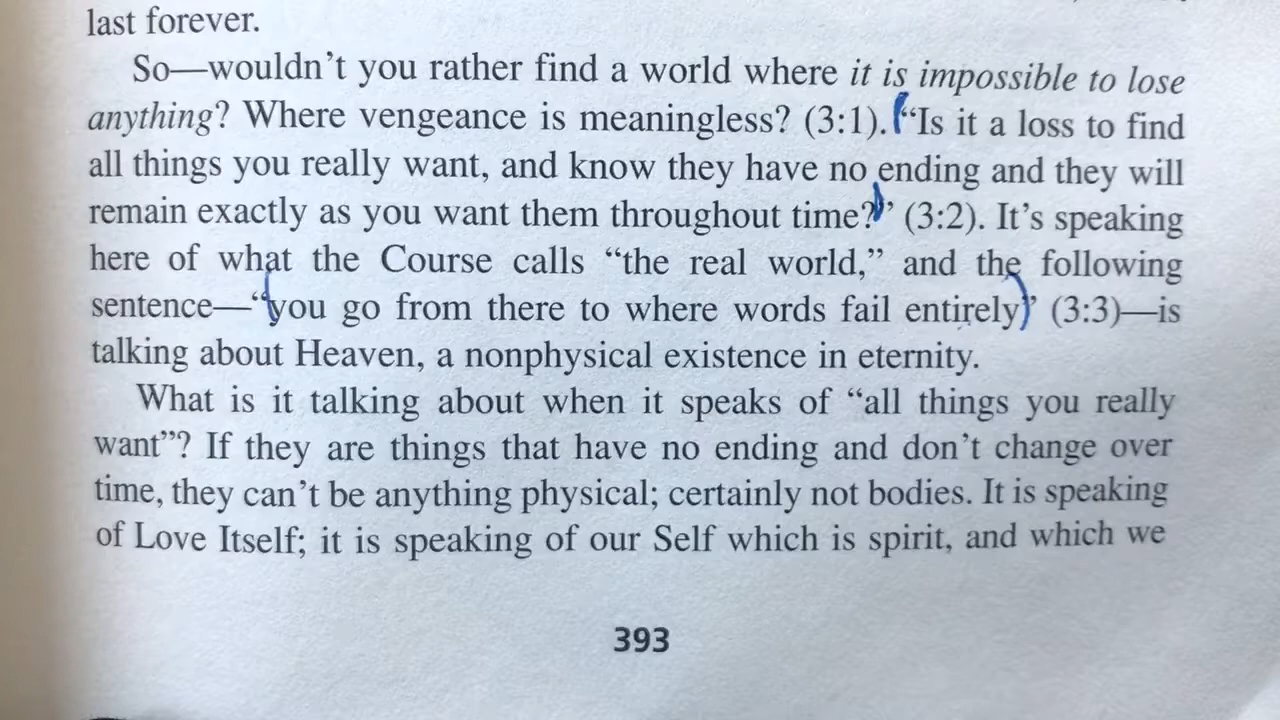 last forever.
So—wouldn’t you rather find a world where it is impossible to lose
anything? Where vengeance is meaningless? (3:1). (“Is it a loss to find
all things you really want, and know they have no ending and they will
remain exactly as you want them throughout time?)” (3:2). It’s speaking
here of what the Course calls “the real world,” and the following
sentence—“(you go from there to where words fail entirely)” (3:3)—is
talking about Heaven, a nonphysical existence in eternity.
What is it talking about when it speaks of “all things you really
want”? If they are things that have no ending and don’t change over
time, they can’t be anything physical; certainly not bodies. It is speaking
of Love Itself; it is speaking of our Self which is spirit, and which we
393